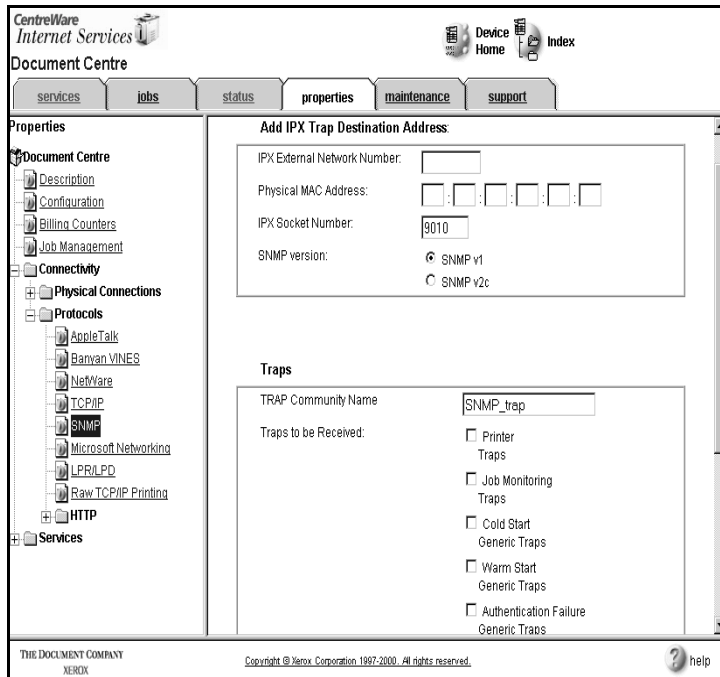 CentreWare
Internet Services
Device Home
Index
Document Centre
services jobs status properties maintenance support
Properties
Document Centre
Description
Configuration
Billing Counters
Job Management
Connectivity
Physical Connections
Protocols
AppleTalk
Banyan VINES
NetWare
TCP/IP
SNMP
Microsoft Networking
LPR/LPD
Raw TCP/IP Printing
HTTP
Services
Add IPX Trap Destination Address:
IPX External Network Number:
Physical MAC Address: : : : : :
IPX Socket Number: 9010
SNMP version: SNMP v1
SNMP v2c
Traps
TRAP Community Name SNMP_trap
Traps to be Received: Printer
Traps
Job Monitoring
Traps
Cold Start
Generic Traps
Warm Start
Generic Traps
Authentication Failure
Generic Traps
THE DOCUMENT COMPANY
XEROX
Copyright © Xerox Corporation 1997-2000. All rights reserved.
? help